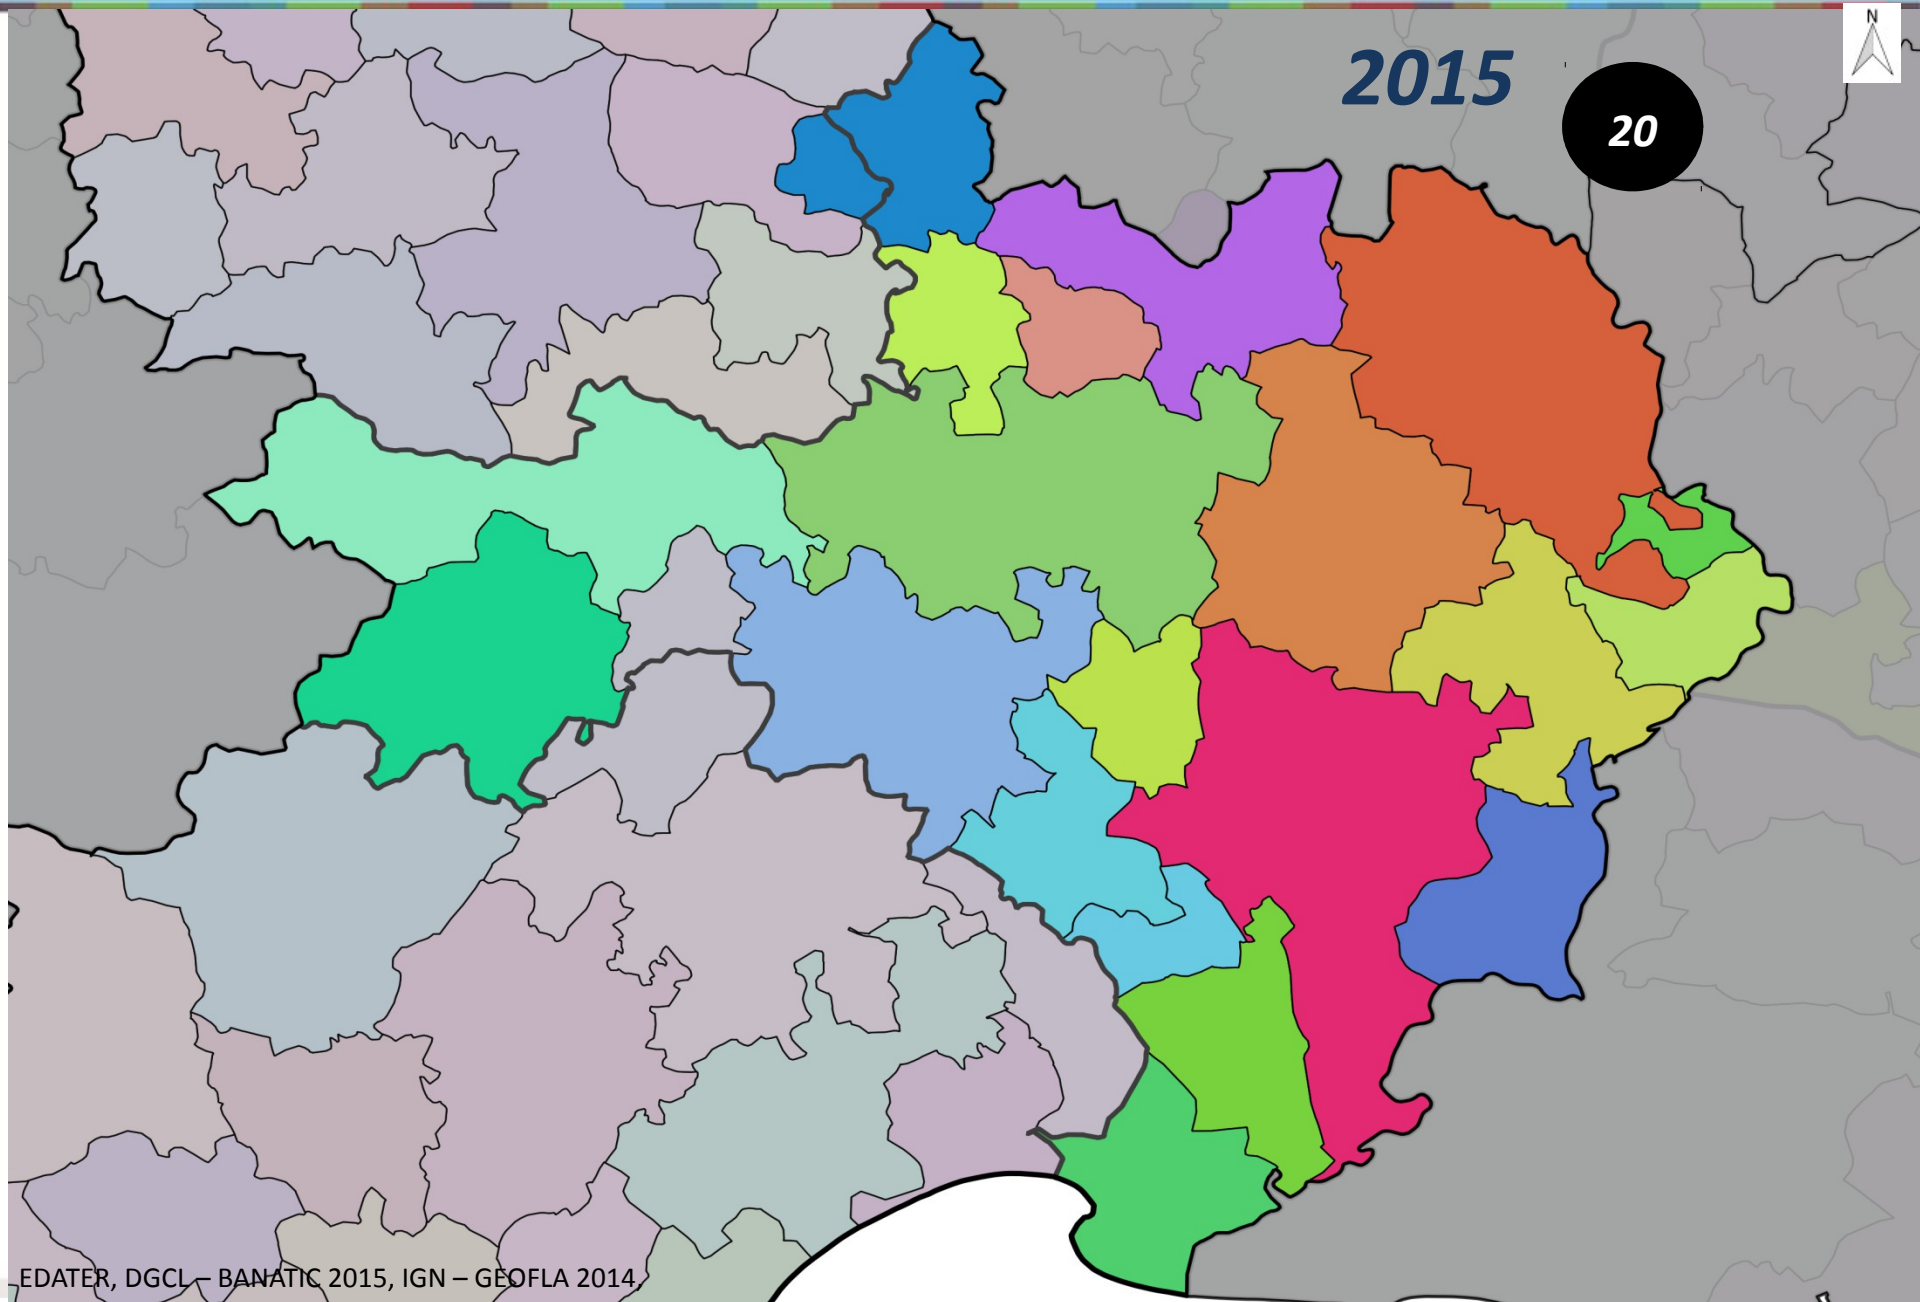 N
2015
20
EDATER, DGCL – BANATIC 2015, IGN – GEOFLA 2014,